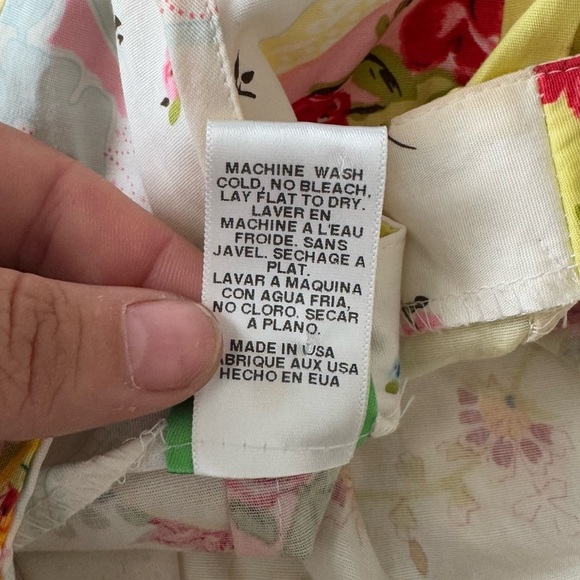 MACHINE WASH
COLD, NO BLEACH,
LAY FLAT TO DRY.
LAVER EN
MACHINE A L'EAU
FROIDE. SANS
JAVEL. SECHAGE A
PLAT.
LAVAR A MAQUINA
CON AGUA FRIA,
NO CLORO. SECAR
A PLANO.
MADE IN USA
FABRIQUE AUX USA
HECHO EN EUA